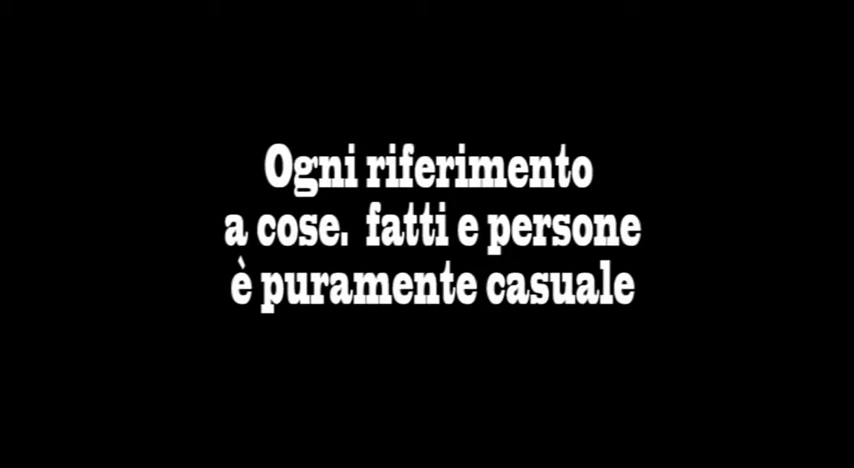 Ogni riferimento
a cose.  fatti e persone
è puramente casuale